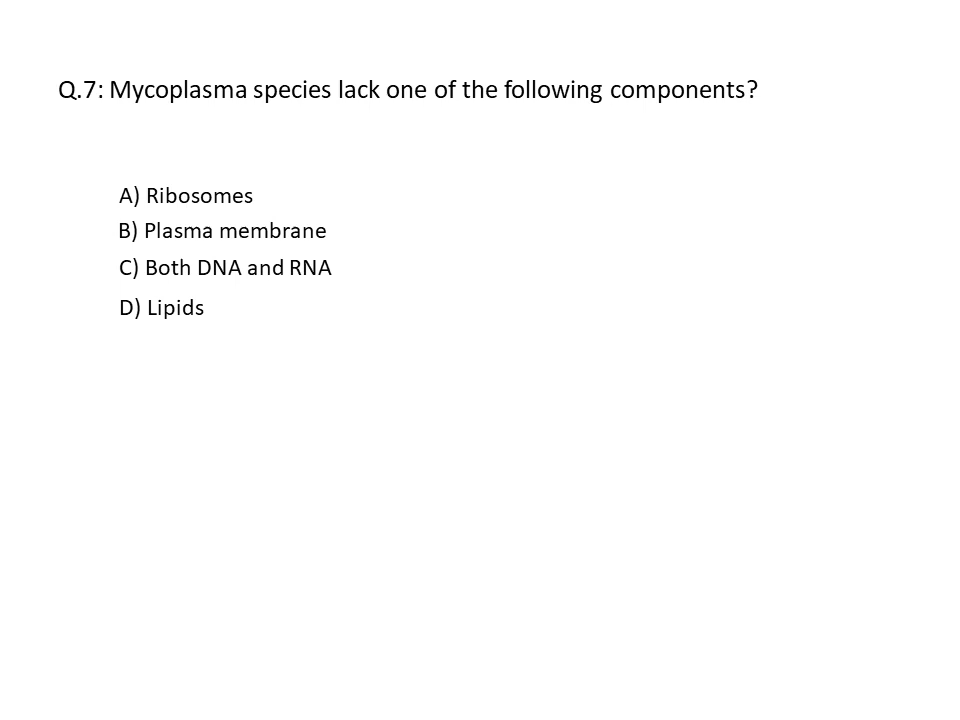 Q.7: Mycoplasma species lack one of the following components?
A) Ribosomes
B) Plasma membrane
C) Both DNA and RNA
D) Lipids